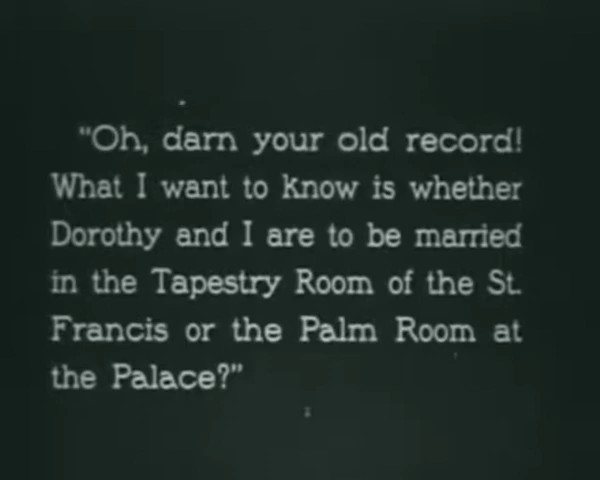 "Oh, darn your old record!
What I want to know is whether
Dorothy and I are to be married
in the Tapestry Room of the St.
Francis or the Palm Room at
the Palace?"